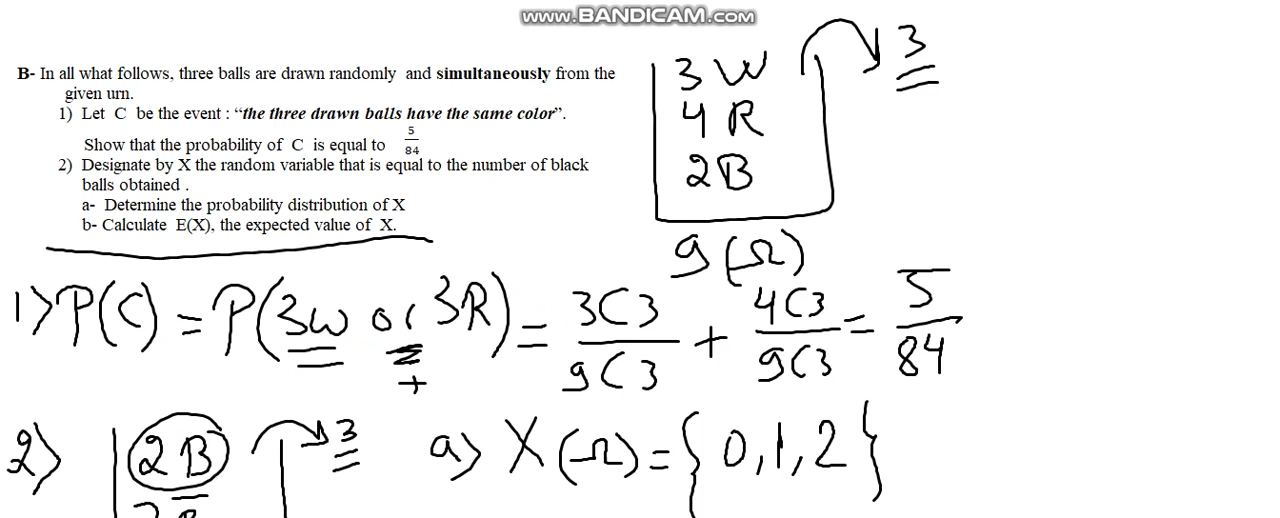 WWW.BANDICAM.COM
B- In all what follows, three balls are drawn randomly and simultaneously from the
given urn.
1) Let C be the event : “the three drawn balls have the same color”.
Show that the probability of C is equal to 5/84
2) Designate by X the random variable that is equal to the number of black
balls obtained .
a- Determine the probability distribution of X
b- Calculate E(X), the expected value of X.
3 W
4 R
2 B
3
9 (Ω)
1) P(C) = P(3W or 3R) = 3C3/9C3 + 4C3/9C3 = 5/84
+
2) 2B 3 a) X(Ω) = {0, 1, 2}